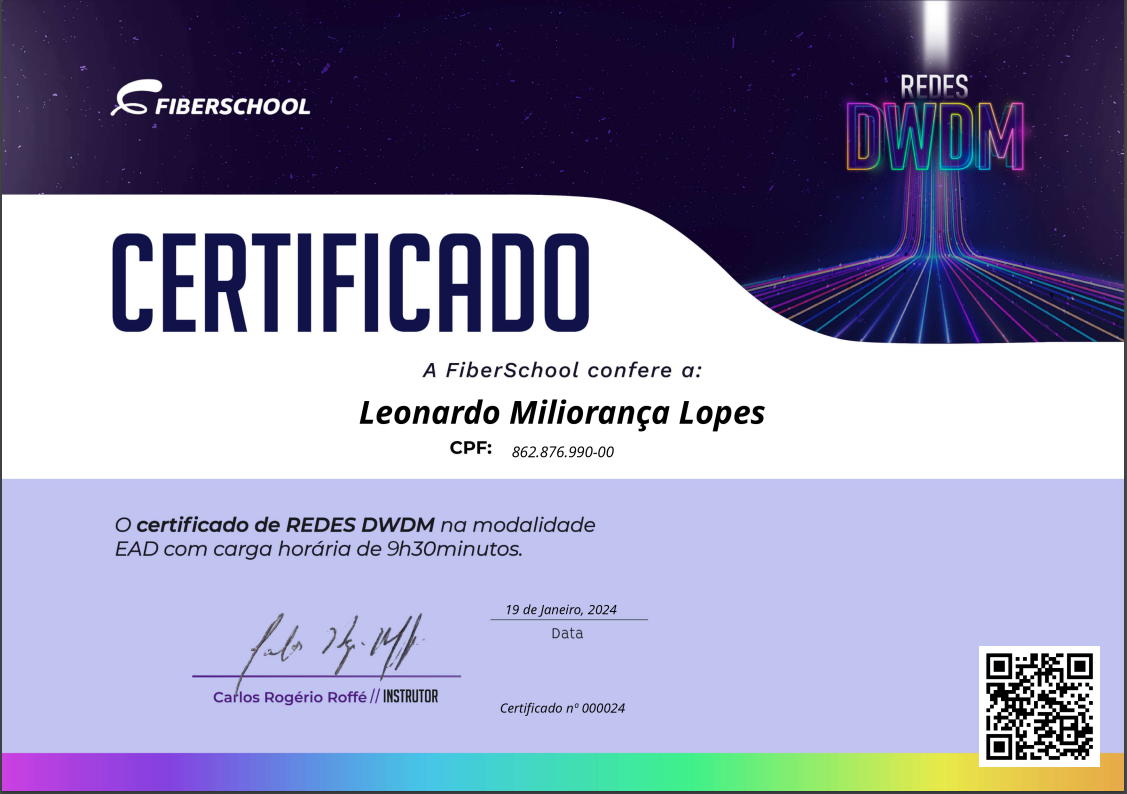 FIBERSCHOOL
REDES
DWDM
CERTIFICADO
A FiberSchool confere a:
Leonardo Miliorança Lopes
CPF: 862.876.990-00
O certificado de REDES DWDM na modalidade
EAD com carga horária de 9h30minutos.
19 de Janeiro, 2024
Data
Carlos Rogério Roffé // INSTRUTOR
Certificado nº 000024